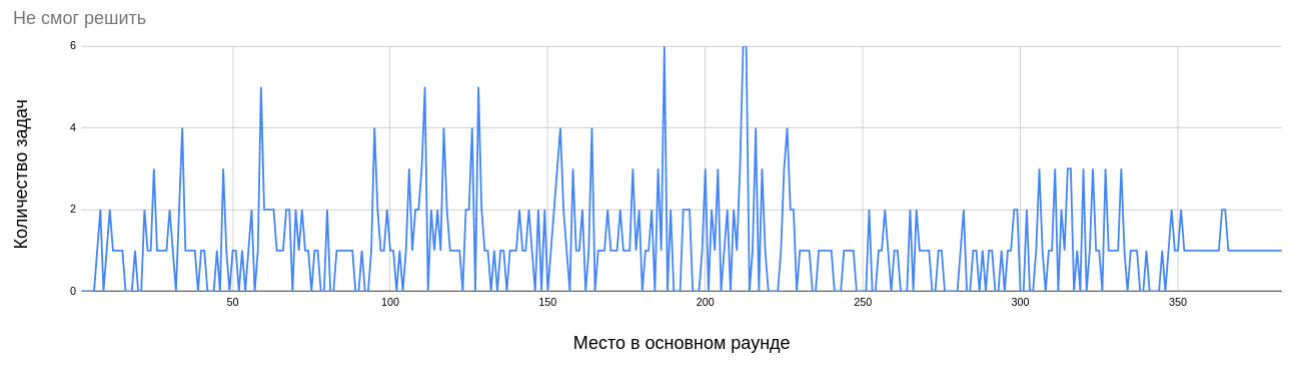 Не смог решить
6
4
2
0
Количество задач
50 100 150 200 250 300 350
Место в основном раунде